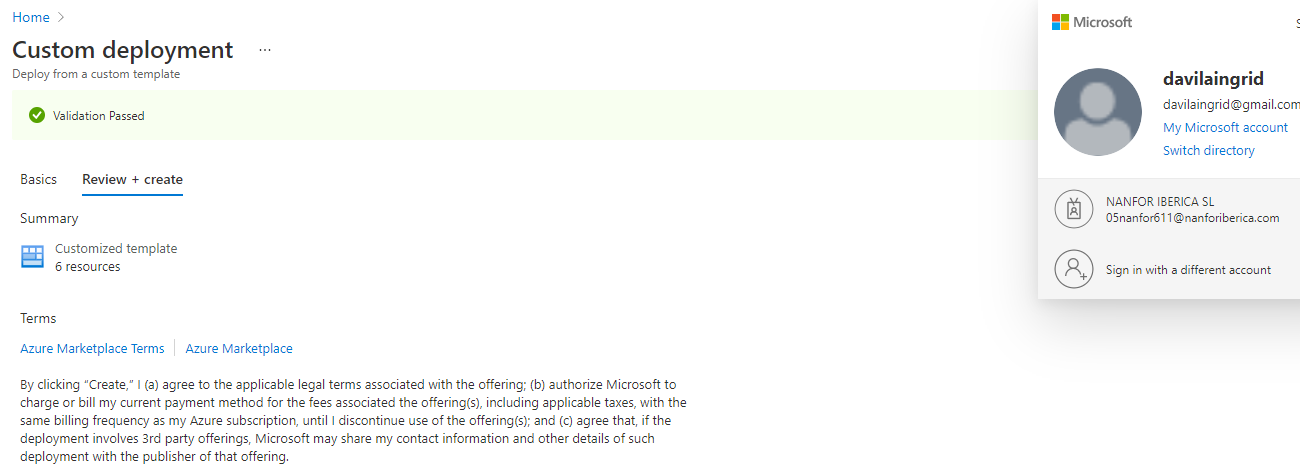 Home
Custom deployment ...
Deploy from a custom template
Validation Passed
Basics
Review + create
Summary
Customized template
6 resources
Terms
Azure Marketplace Terms
Azure Marketplace
By clicking “Create,” I (a) agree to the applicable legal terms associated with the offering; (b) authorize Microsoft to
charge or bill my current payment method for the fees associated the offering(s), including applicable taxes, with the
same billing frequency as my Azure subscription, until I discontinue use of the offering(s); and (c) agree that, if the
deployment involves 3rd party offerings, Microsoft may share my contact information and other details of such
deployment with the publisher of that offering.
Microsoft
davilaingrid
davilaingrid@gmail.com
My Microsoft account
Switch directory
NANFOR IBERICA SL
05nanfor611@nanforiberica.com
Sign in with a different account